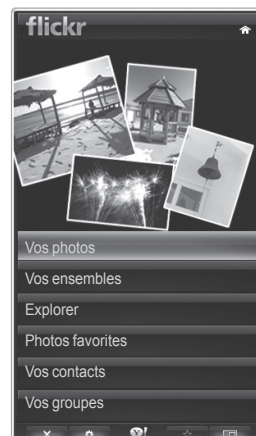 flickr
Vos photos
Vos ensembles
Explorer
Photos favorites
Vos contacts
Vos groupes
Y!